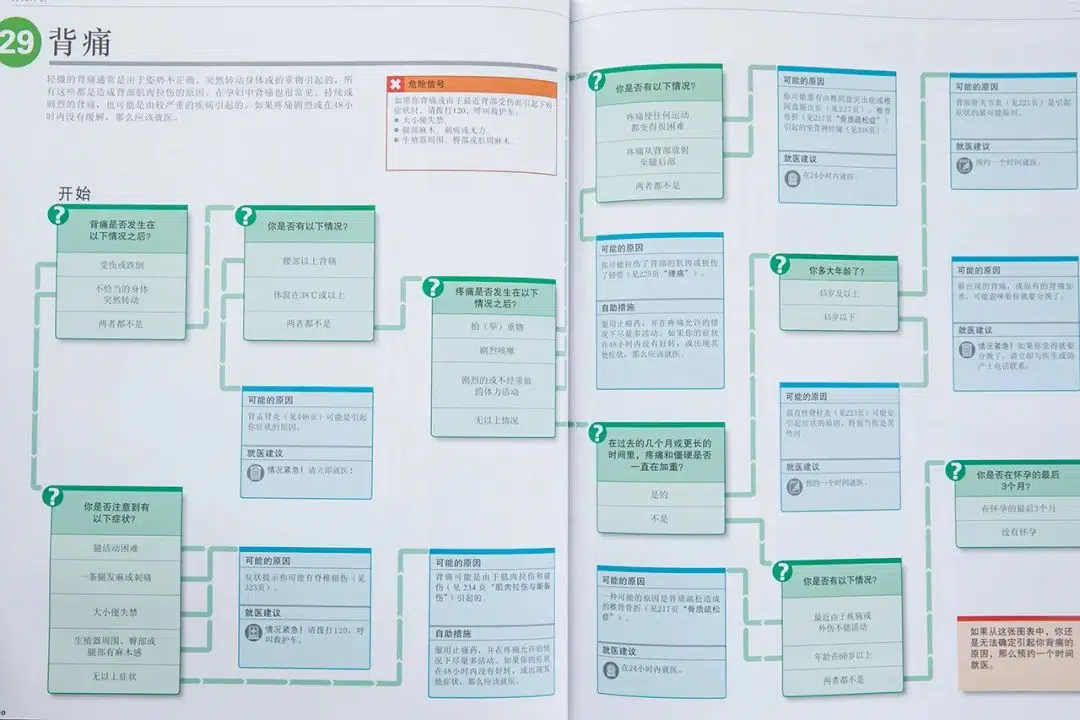 29 背痛
轻微的背痛通常是由于姿势不正确、突然转动身体或抬重物引起的，所
有这些都是造成背部肌肉拉伤的原因。在孕妇中背痛也很常见。持续或
剧烈的背痛，也可能是由较严重的疾病引起的。如果疼痛剧烈或在48小
时内没有缓解，那么应该就医。
危险信号
如果你背痛或由于最近背部受伤而引起下列
症状时，请拨打120，呼叫救护车：
大小便失禁。
腿部麻木、刺痛或无力。
生殖器周围、臀部或肛周麻木。
开始
背痛是否发生在
以下情况之后？
受伤或跌倒
不恰当的身体
突然转动
两者都不是
你是否有以下情况？
腰部以上背痛
体温在38℃或以上
两者都不是
疼痛是否发生在以下
情况之后？
抬（举）重物
剧烈咳嗽
剧烈的或不经常做
的体力活动
无以上情况
可能的原因
肾盂肾炎（见446页）可能是引起
你症状的原因。
就医建议
情况紧急！请立即就医！
你是否注意到有
以下症状？
腿活动困难
一条腿发麻或刺痛
大小便失禁
生殖器周围、臀部或
腿部有麻木感
无以上症状
可能的原因
症状提示你可能有脊椎损伤（见
323页）。
就医建议
情况紧急！请拨打120，呼
叫救护车。
可能的原因
背痛可能是由于肌肉拉伤和碰
伤（见 234 页“肌肉拉伤与撕裂
伤”）引起的。
自助措施
服用止痛药，并在疼痛允许的情
况下尽量多活动。如果你的症状
在48小时内没有好转，或出现其
他症状，那么应该就医。
你是否有以下情况？
疼痛使任何运动
都变得很困难
疼痛从背部放射
至腿后部
两者都不是
可能的原因
你可能患有由椎间盘突出症或椎
间盘脱出症（见227页）、椎
骨折（见217页“骨质疏松症”）
引起的坐骨神经痛（见338页）。
就医建议
在24小时内就医。
可能的原因
背部骨关节炎（见221页）是引起
症状的最可能原因。
就医建议
预约一个时间就医。
可能的原因
你可能拉伤了背部的肌肉或损伤
了韧带（见225页“腰痛”）。
自助措施
服用止痛药，并在疼痛允许的情
况下尽量多活动。如果你的症状
在48小时内没有好转，或出现其
他症状，那么应该就医。
你多大年龄了？
45岁及以上
45岁以下
可能的原因
新出现的背痛，或原有的背痛加
重，可能意味着你就要分娩了。
就医建议
情况紧急！如果你觉得就要
分娩了，请立即与医生或助
产士电话联系。
可能的原因
强直性脊柱炎（见223页）可能是
引起症状的原因，特别当你是男
性时。
就医建议
预约一个时间就医。
在过去的几个月或更长的
时间里，疼痛和僵硬是否
一直在加重？
是的
不是
你是否在怀孕的最后
3个月？
在怀孕的最后3个月
没有怀孕
可能的原因
一种可能的原因是骨质疏松造成
的椎骨骨折（见217页“骨质疏松
症”）。
就医建议
在24小时内就医。
你是否有以下情况？
最近由于疾病或
外伤不能活动
年龄在60岁以上
两者都不是
如果从这张图表中，你还
是无法确定引起你背痛的
原因，那么预约一个时间
就医。